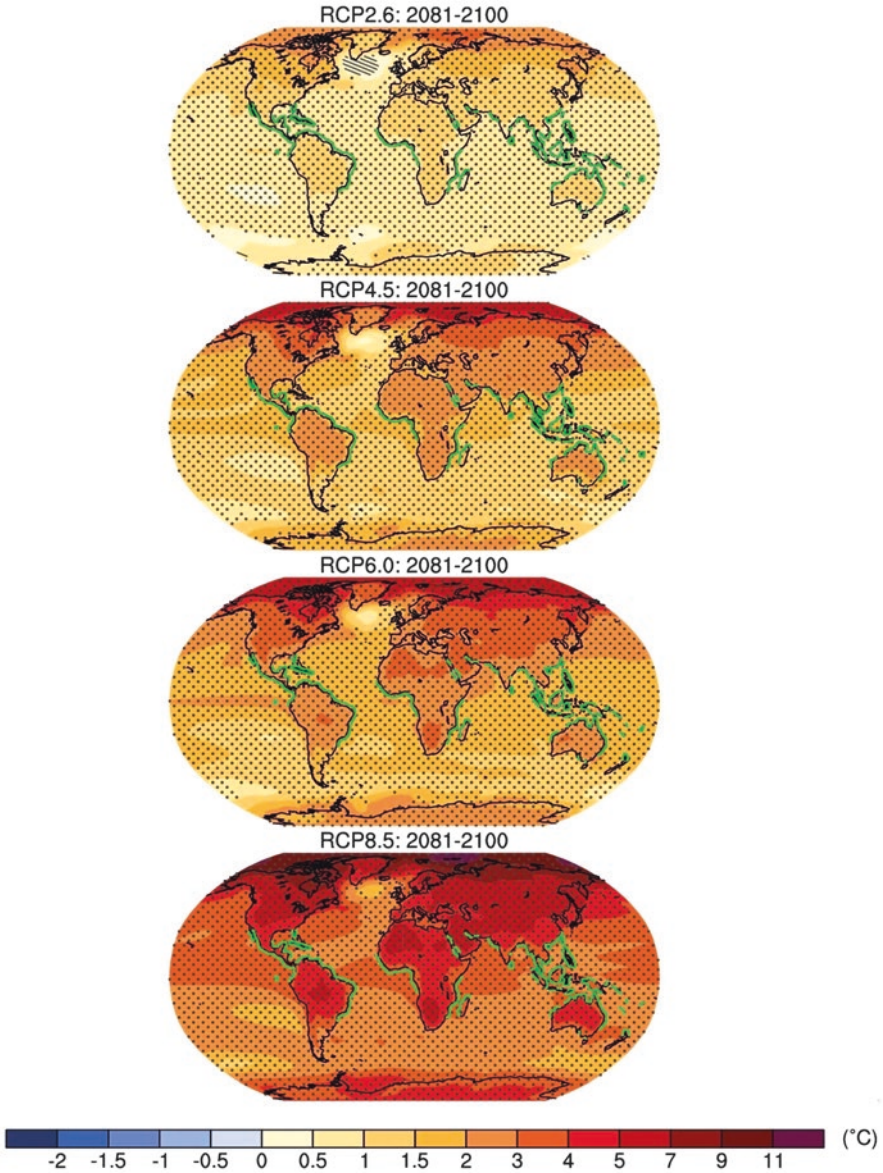 RCP2.6: 2081-2100
RCP4.5: 2081-2100
RCP6.0: 2081-2100
RCP8.5: 2081-2100
-2 -1.5 -1 -0.5 0 0.5 1 1.5 2 3 4 5 7 9 11 (°C)